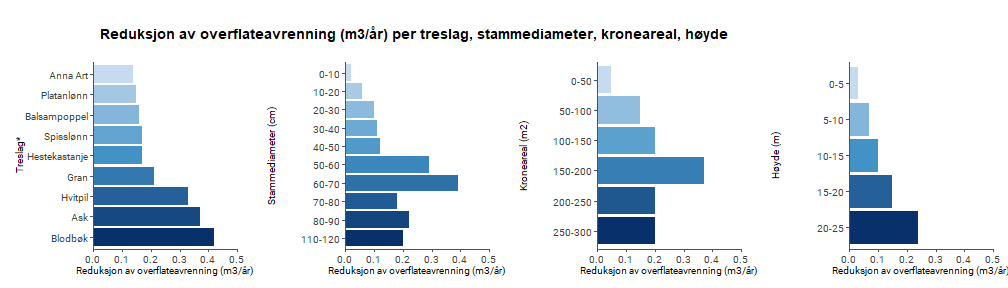 Reduksjon av overflateavrenning (m3/år) per treslag, stammediameter, kroneareal, høyde
Treslag*
Anna Art
Platanlønn
Balsampoppel
Spisslønn
Hestekastanje
Gran
Hvitpil
Ask
Blodbøk
0.0 0.1 0.2 0.3 0.4 0.5
Reduksjon av overflateavrenning (m3/år)
Stammediameter (cm)
0-10
10-20
20-30
30-40
40-50
50-60
60-70
70-80
80-90
110-120
0.0 0.1 0.2 0.3 0.4 0.5
Reduksjon av overflateavrenning (m3/år)
Kroneareal (m2)
0-50
50-100
100-150
150-200
200-250
250-300
0.0 0.1 0.2 0.3 0.4 0.5
Reduksjon av overflateavrenning (m3/år)
Høyde (m)
0-5
5-10
10-15
15-20
20-25
0.0 0.1 0.2 0.3 0.4 0.5
Reduksjon av overflateavrenning (m3/år)